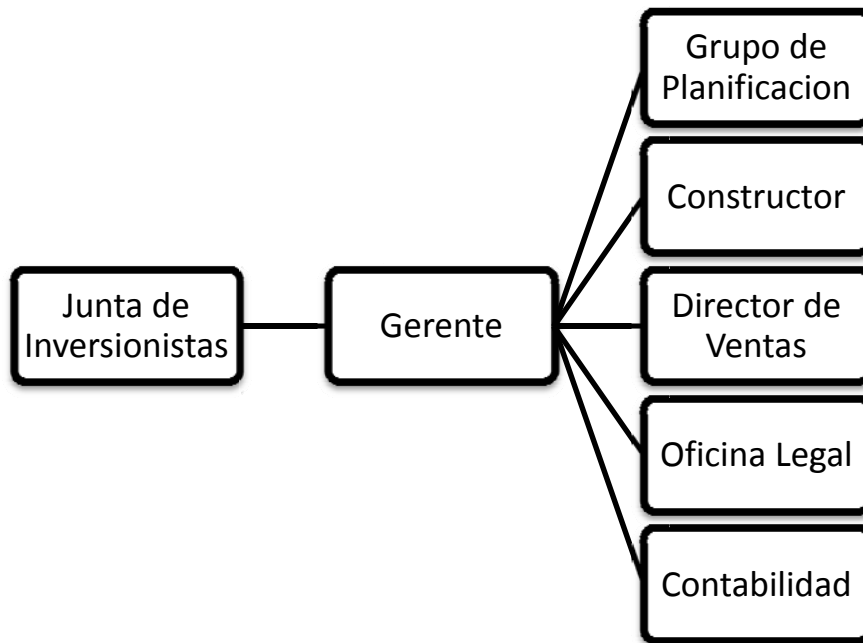 Grupo de
Planificacion
Constructor
Junta de
Inversionistas
Gerente
Director de
Ventas
Oficina Legal
Contabilidad